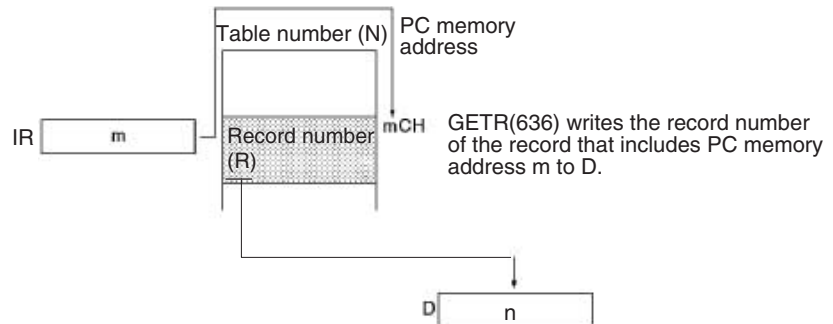 Table number (N)
PC memory
address
IR
m
Record number
(R)
mCH
GETR(636) writes the record number
of the record that includes PC memory
address m to D.
D
n